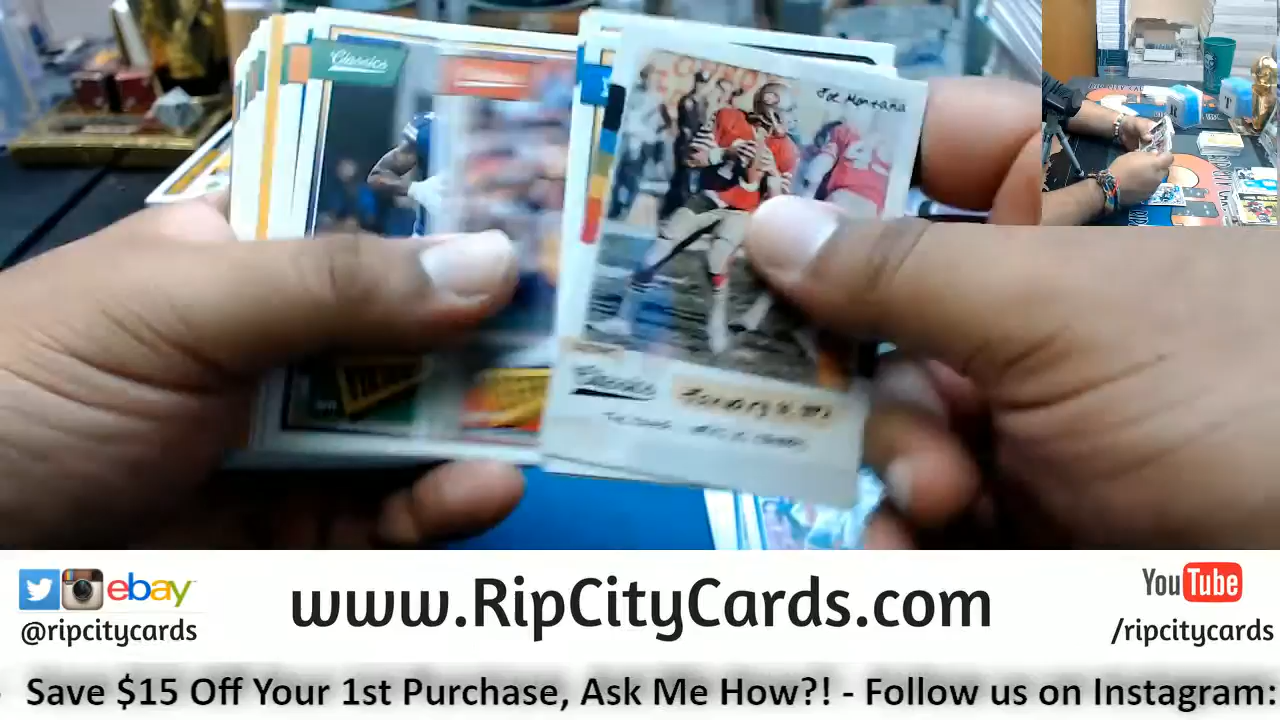 Classics
Joe Montana
Classics
ebay
@ripcitycards
www.RipCityCards.com
YouTube
/ripcitycards
Save $15 Off Your 1st Purchase, Ask Me How?! - Follow us on Instagram: